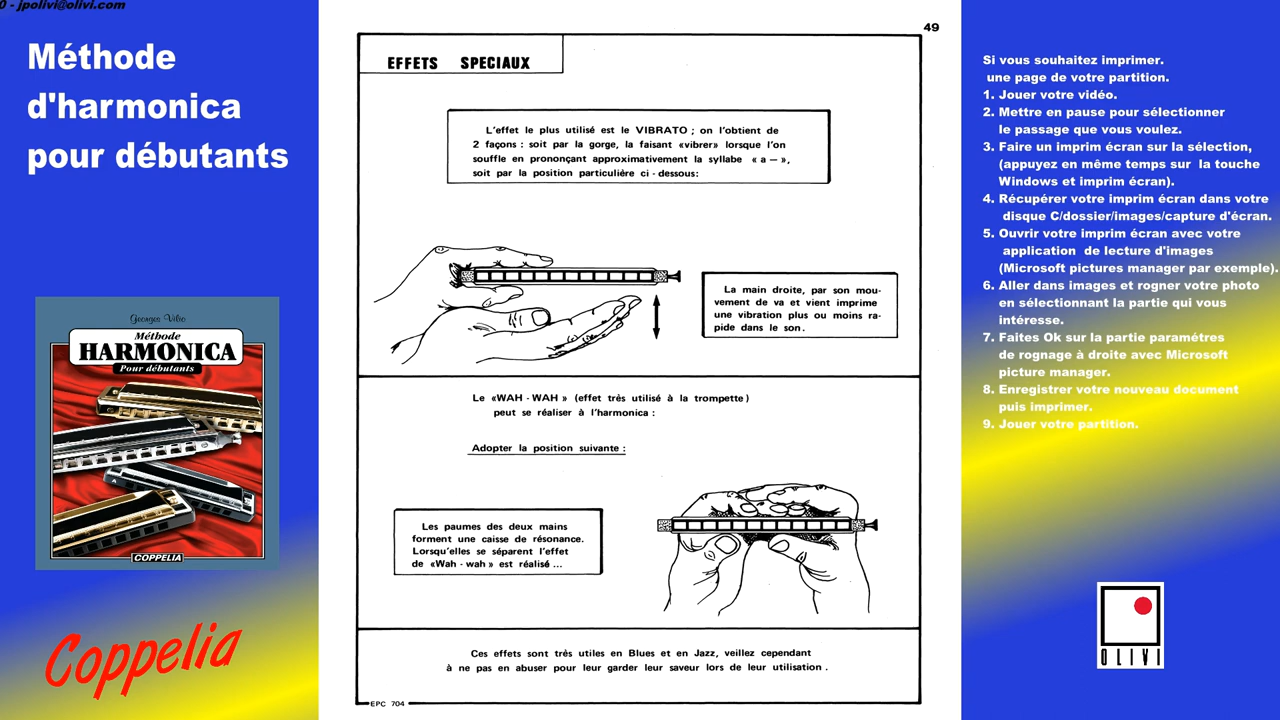 0 - jpolivi@olivi.com
Méthode
d'harmonica
pour débutants
Georges Viloo
Méthode
HARMONICA
Pour débutants
COPPELIA
Coppelia
49
EFFETS SPECIAUX
L'effet le plus utilisé est le VIBRATO ; on l'obtient de
2 façons : soit par la gorge, la faisant «vibrer» lorsque l'on
souffle en prononçant approximativement la syllabe « a — »,
soit par la position particulière ci - dessous:
La main droite, par son mou-
vement de va et vient imprime
une vibration plus ou moins ra-
pide dans le son.
Le «WAH - WAH » (effet très utilisé à la trompette)
peut se réaliser à l'harmonica :
Adopter la position suivante :
Les paumes des deux mains
forment une caisse de résonance.
Lorsqu'elles se séparent l'effet
de «Wah - wah » est réalisé ...
Ces effets sont trés utiles en Blues et en Jazz, veillez cependant
à ne pas en abuser pour leur garder leur saveur lors de leur utilisation .
EPC 704
Si vous souhaitez imprimer.
une page de votre partition.
1. Jouer votre vidéo.
2. Mettre en pause pour sélectionner
le passage que vous voulez.
3. Faire un imprim écran sur la sélection,
(appuyez en même temps sur la touche
Windows et imprim écran).
4. Récupérer votre imprim écran dans votre
disque C/dossier/images/capture d'écran.
5. Ouvrir votre imprim écran avec votre
application de lecture d'images
(Microsoft pictures manager par exemple).
6. Aller dans images et rogner votre photo
en sélectionnant la partie qui vous
intéresse.
7. Faites Ok sur la partie paramétres
de rognage à droite avec Microsoft
picture manager.
8. Enregistrer votre nouveau document
puis imprimer.
9. Jouer votre partition.
OLIVI